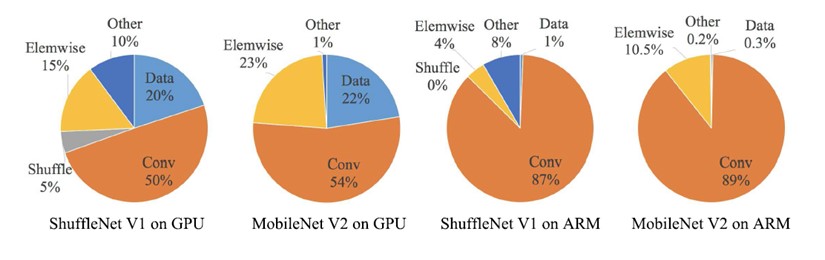 Other
10%
Elemwise
15%
Data
20%
Shuffle
5%
Conv
50%
ShuffleNet V1 on GPU
Other
1%
Elemwise
23%
Data
22%
Conv
54%
MobileNet V2 on GPU
Elemwise
4%
Other
8%
Data
1%
Shuffle
0%
Conv
87%
ShuffleNet V1 on ARM
Elemwise
10.5%
Other
0.2%
Data
0.3%
Conv
89%
MobileNet V2 on ARM